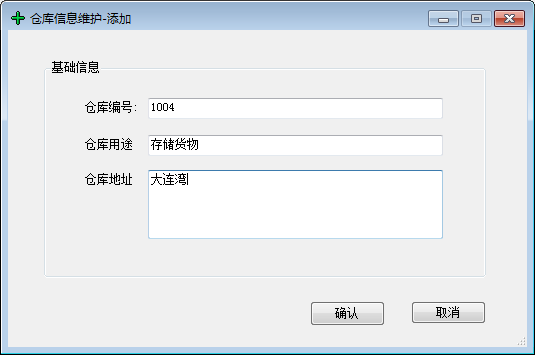 仓库信息维护-添加
基础信息
仓库编号: 1004
仓库用途 存储货物
仓库地址 大连湾
确认 取消